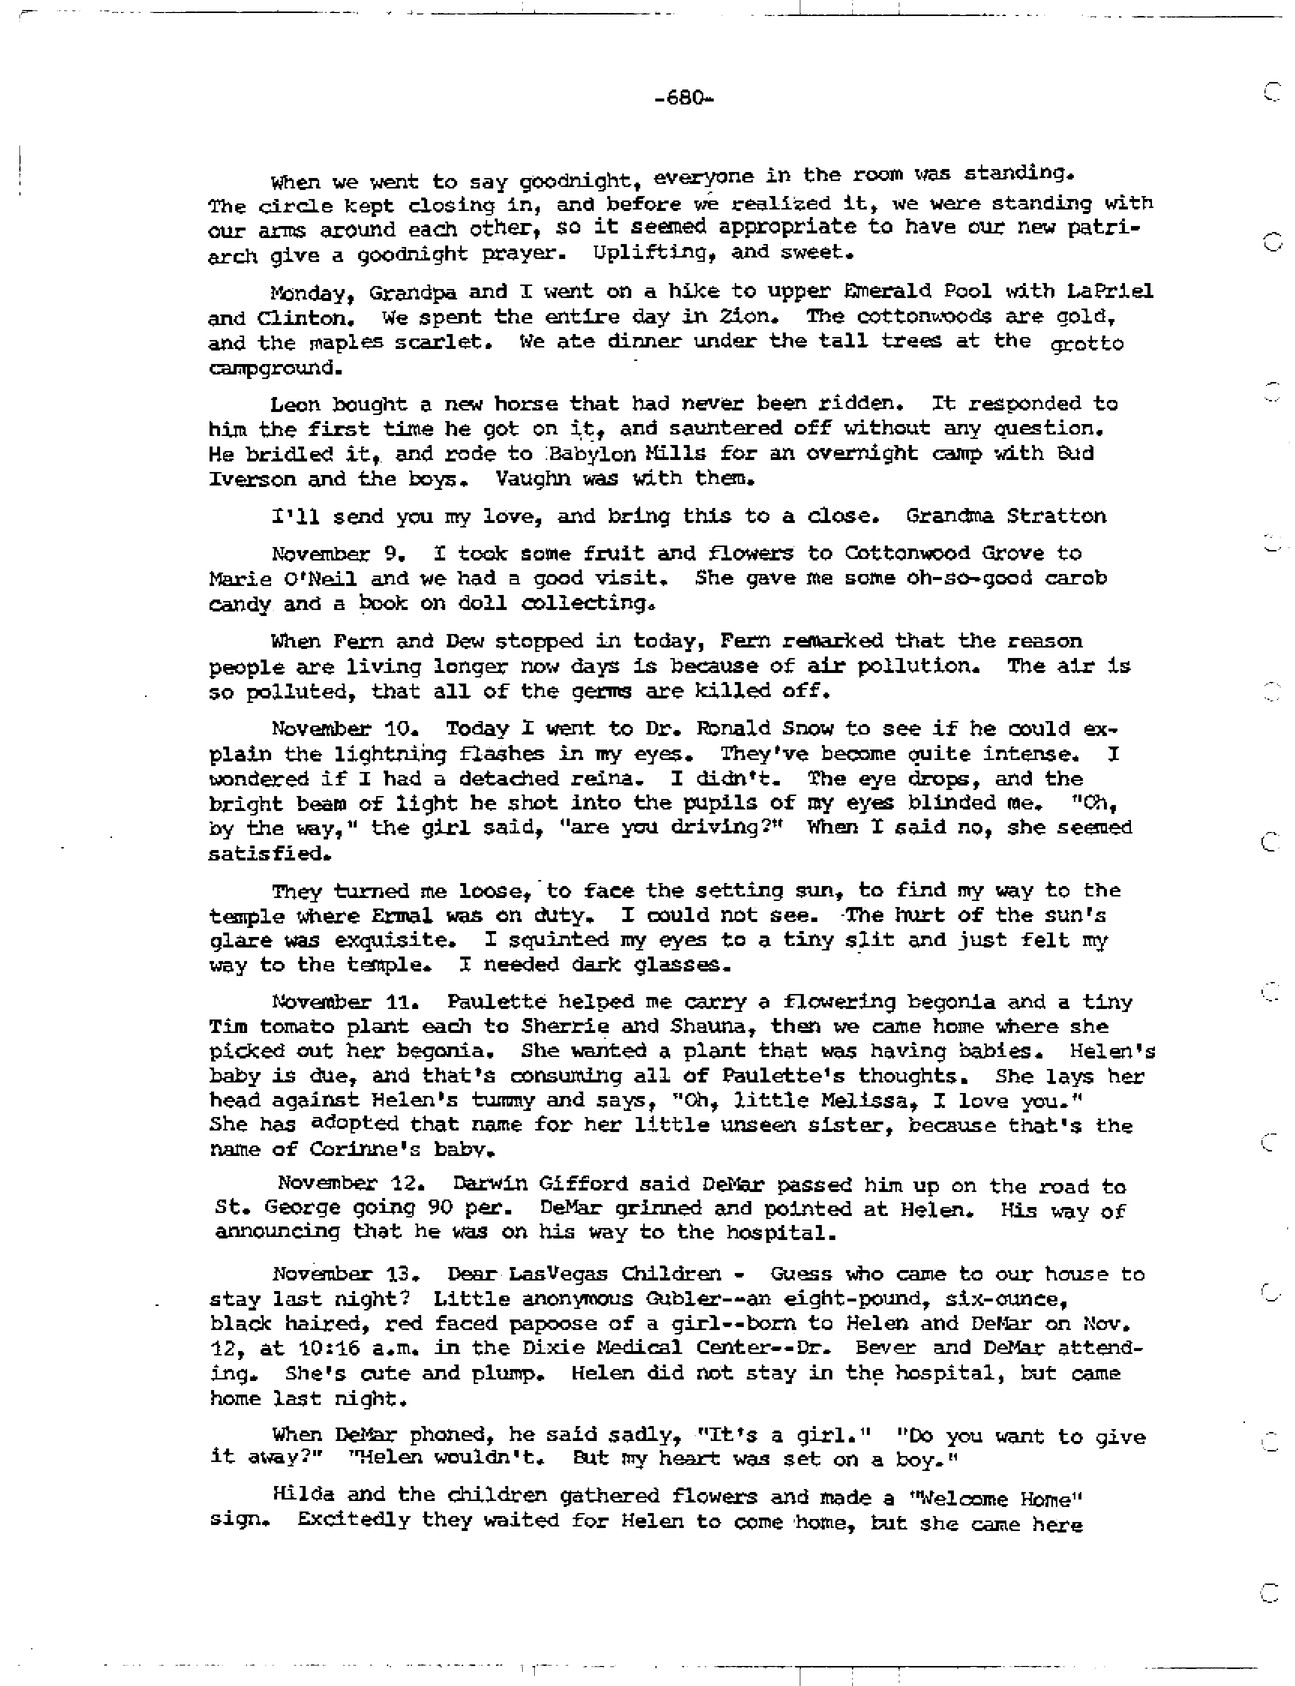 -680-
When we went to say goodnight, everyone in the room was standing.
The circle kept closing in, and before we realized it, we were standing with
our arms around each other, so it seemed appropriate to have our new patri-
arch give a goodnight prayer. Uplifting, and sweet.
Monday, Grandpa and I went on a hike to upper Emerald Pool with LaPriel
and Clinton. We spent the entire day in Zion. The cottonwoods are gold,
and the maples scarlet. We ate dinner under the tall trees at the grotto
campground.
Leon bought a new horse that had never been ridden. It responded to
him the first time he got on it, and sauntered off without any question.
He bridled it, and rode to Babylon Mills for an overnight camp with Bud
Iverson and the boys. Vaughn was with them.
I'll send you my love, and bring this to a close. Grandma Stratton
November 9. I took some fruit and flowers to Cottonwood Grove to
Marie O'Neil and we had a good visit. She gave me some oh-so-good carob
candy and a book on doll collecting.
When Fern and Dew stopped in today, Fern remarked that the reason
people are living longer now days is because of air pollution. The air is
so polluted, that all of the germs are killed off.
November 10. Today I went to Dr. Ronald Snow to see if he could ex-
plain the lightning flashes in my eyes. They've become quite intense. I
wondered if I had a detached reina. I didn't. The eye drops, and the
bright beam of light he shot into the pupils of my eyes blinded me. "Oh,
by the way," the girl said, "are you driving?" When I said no, she seemed
satisfied.
They turned me loose, to face the setting sun, to find my way to the
temple where Ermal was on duty. I could not see. The hurt of the sun's
glare was exquisite. I squinted my eyes to a tiny slit and just felt my
way to the temple. I needed dark glasses.
November 11. Paulette helped me carry a flowering begonia and a tiny
Tim tomato plant each to Sherrie and Shauna, then we came home where she
picked out her begonia. She wanted a plant that was having babies. Helen's
baby is due, and that's consuming all of Paulette's thoughts. She lays her
head against Helen's tummy and says, "Oh, little Melissa, I love you."
She has adopted that name for her little unseen sister, because that's the
name of Corinne's baby.
November 12. Darwin Gifford said DeMar passed him up on the road to
St. George going 90 per. DeMar grinned and pointed at Helen. His way of
announcing that he was on his way to the hospital.
November 13. Dear LasVegas Children - Guess who came to our house to
stay last night? Little anonymous Gubler--an eight-pound, six-ounce,
black haired, red faced papoose of a girl--born to Helen and DeMar on Nov.
12, at 10:16 a.m. in the Dixie Medical Center--Dr. Bever and DeMar attend-
ing. She's cute and plump. Helen did not stay in the hospital, but came
home last night.
When DeMar phoned, he said sadly, "It's a girl." "Do you want to give
it away?" "Helen wouldn't. But my heart was set on a boy."
Hilda and the children gathered flowers and made a "Welcome Home"
sign. Excitedly they waited for Helen to come home, but she came here